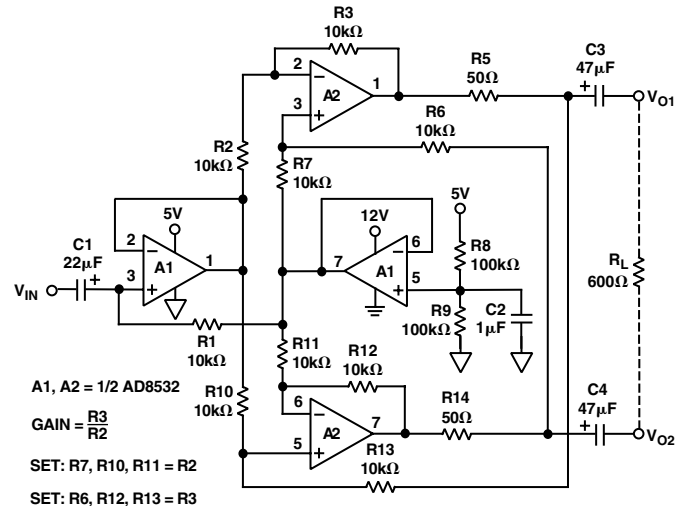 R3
10kΩ
2
A2
1
3
R5
50Ω
C3
47µF
+
VO1
R6
10kΩ
R2
10kΩ
R7
10kΩ
5V
12V
5V
2
A1
1
3
C1
22µF
+
VIN
7
6
A1
5
R8
100kΩ
R9
100kΩ
C2
1µF
RL
600Ω
R1
10kΩ
R11
10kΩ
R12
10kΩ
R10
10kΩ
6
A2
7
5
R14
50Ω
C4
47µF
+
VO2
R13
10kΩ
A1, A2 = 1/2 AD8532
GAIN = R3
R2
SET: R7, R10, R11 = R2
SET: R6, R12, R13 = R3